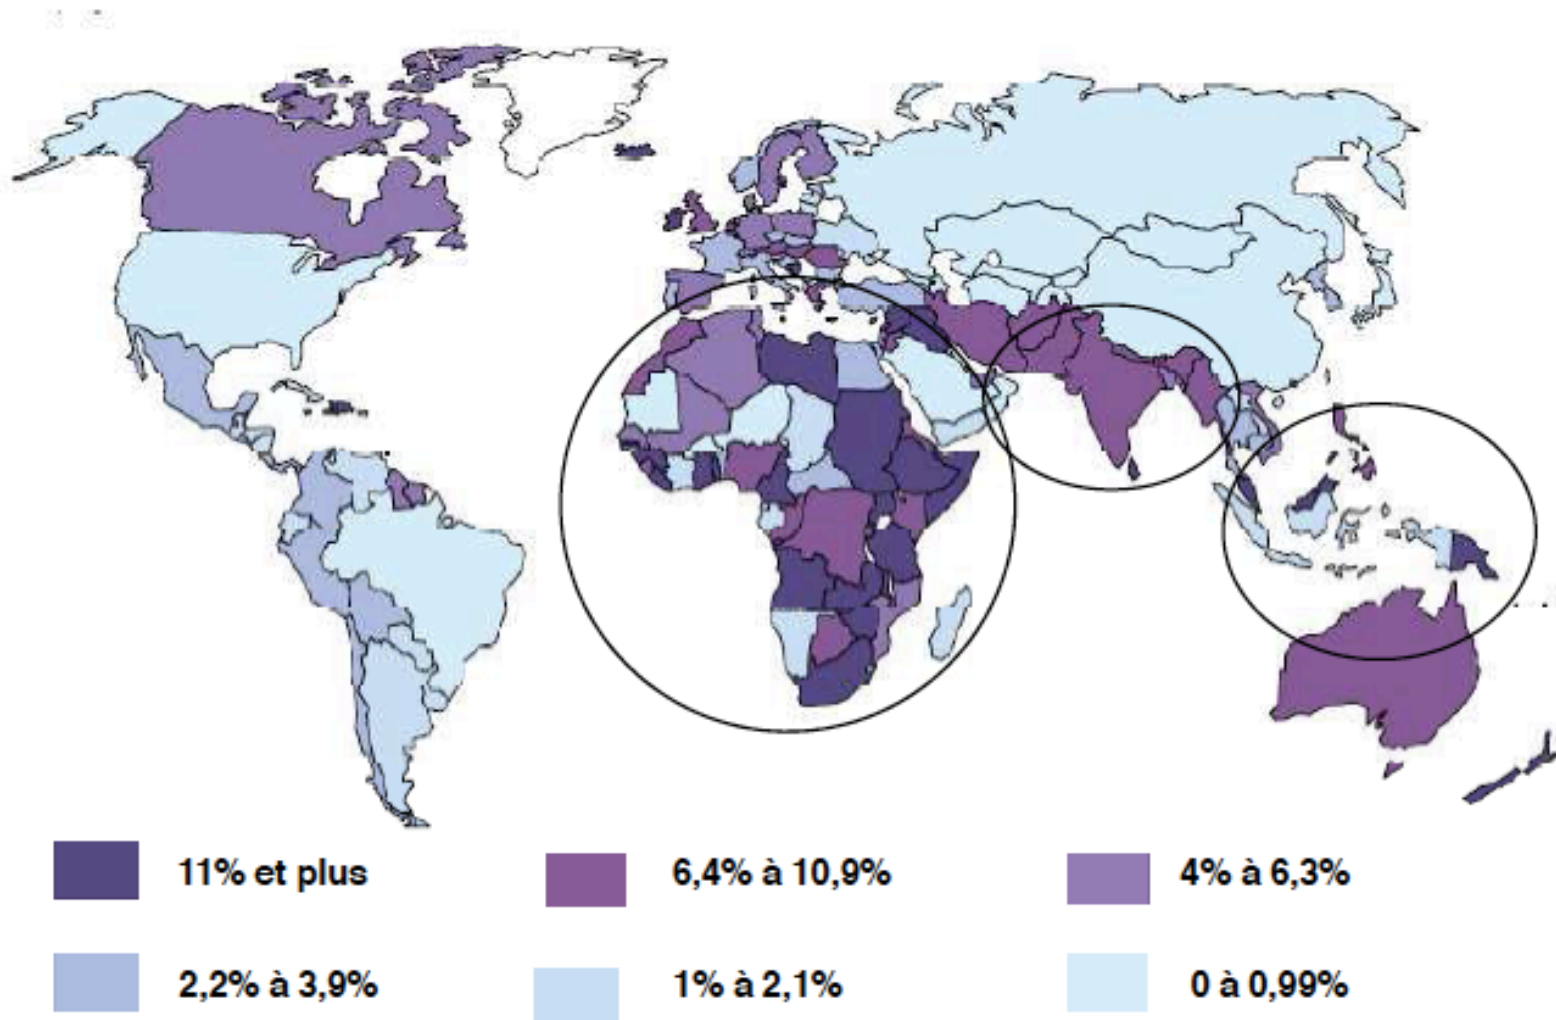 11% et plus
6,4% à 10,9%
4% à 6,3%
2,2% à 3,9%
1% à 2,1%
0 à 0,99%